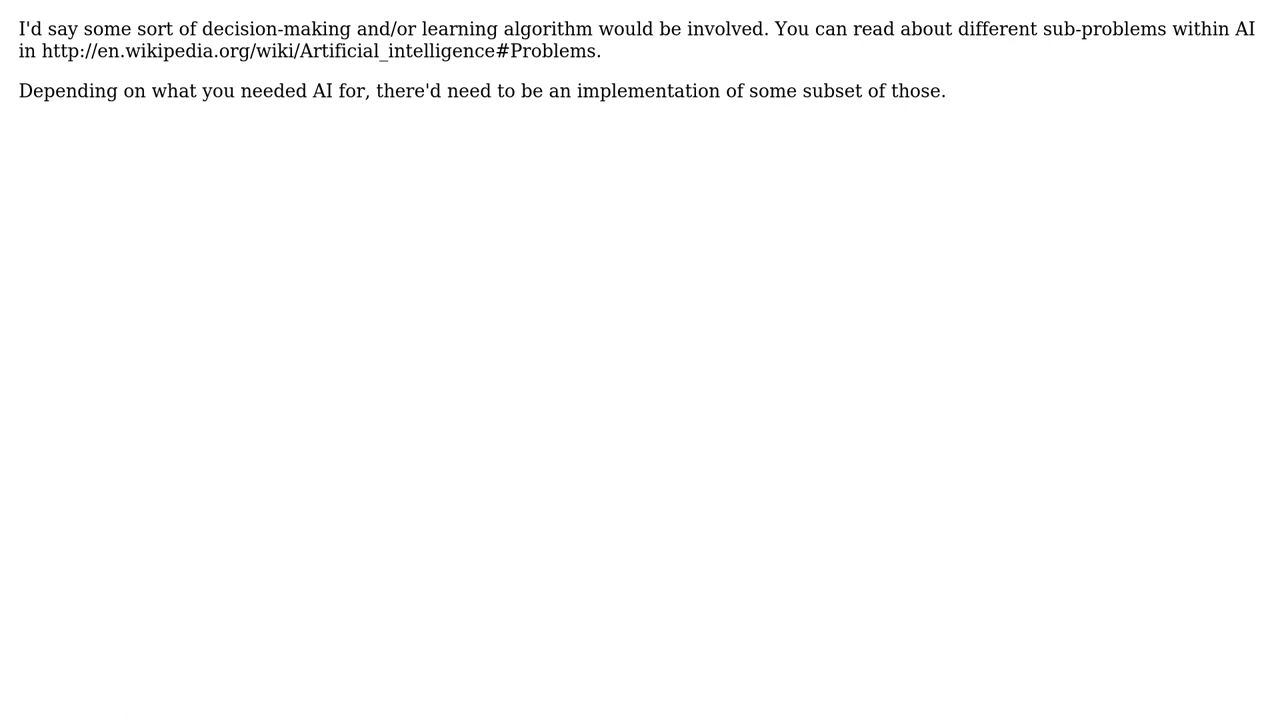 I'd say some sort of decision-making and/or learning algorithm would be involved. You can read about different sub-problems within AI
in http://en.wikipedia.org/wiki/Artificial_intelligence#Problems.
Depending on what you needed AI for, there'd need to be an implementation of some subset of those.